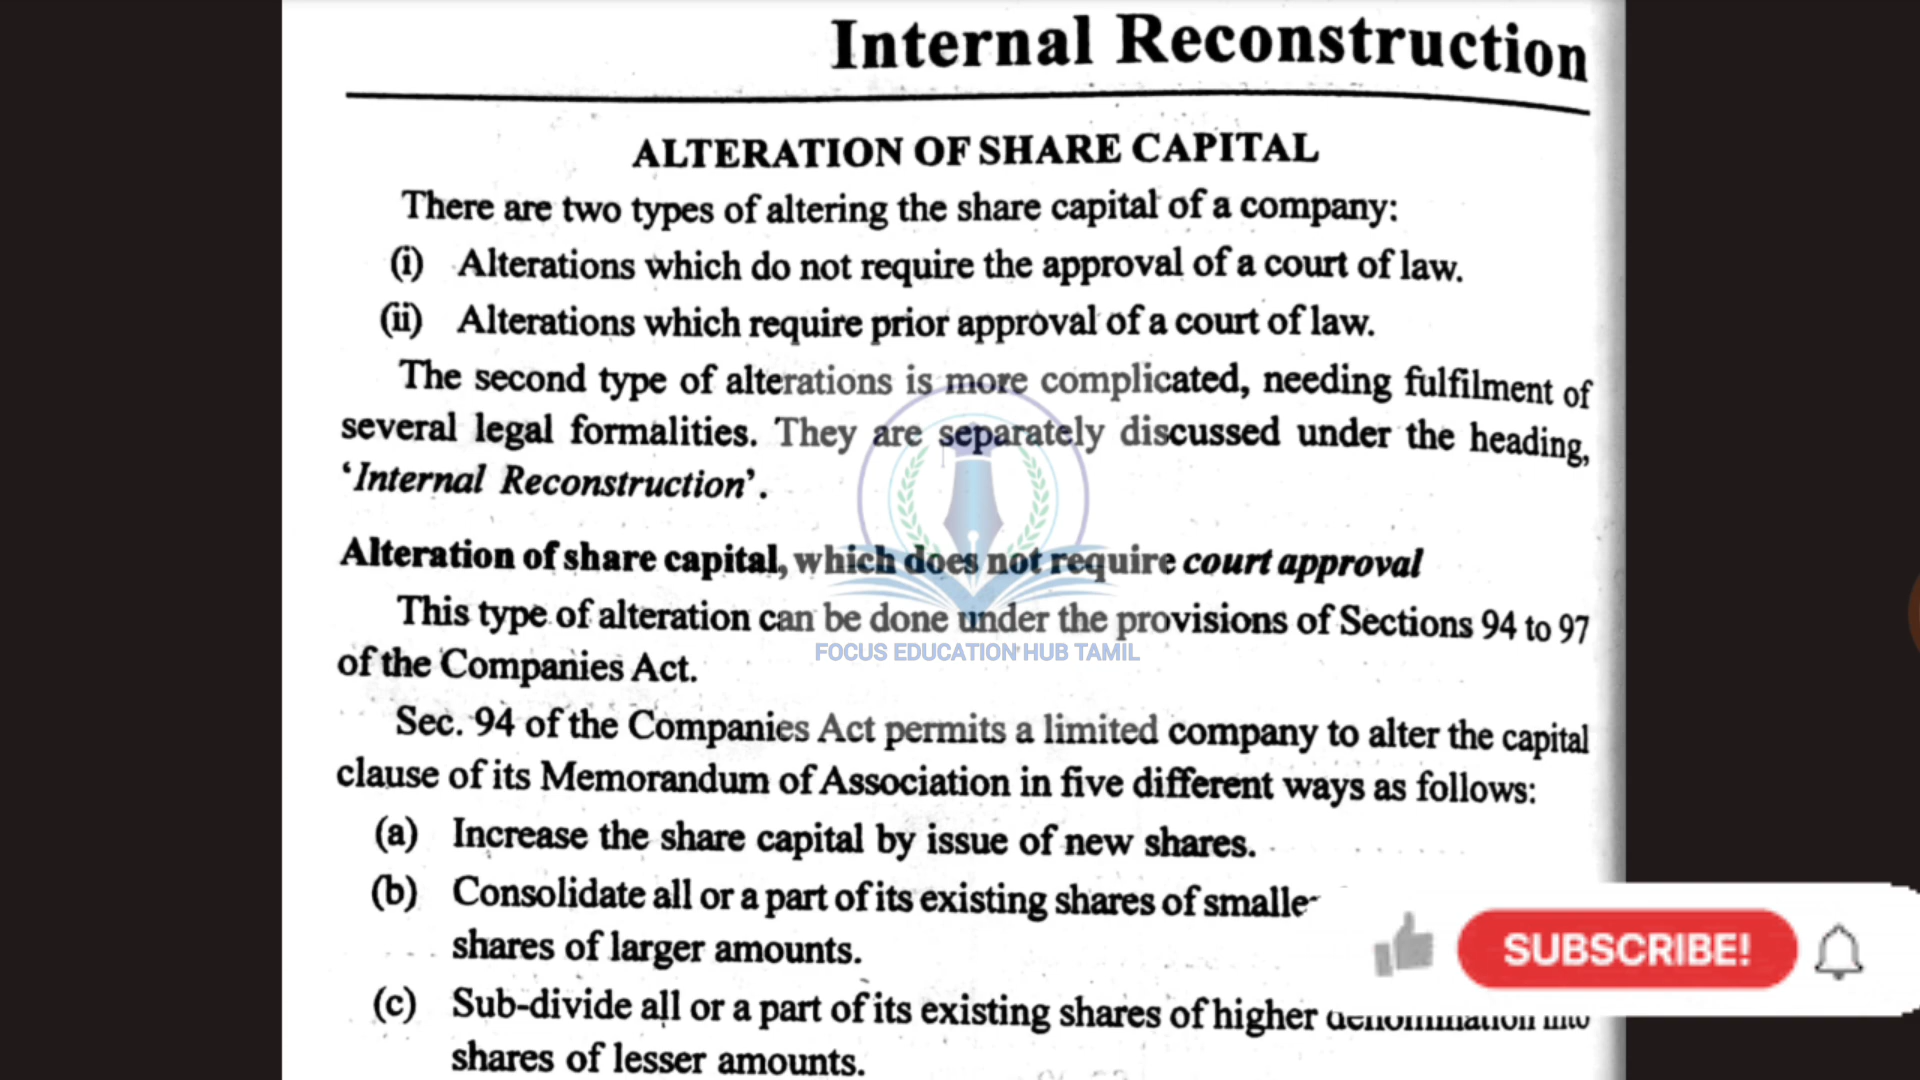 Internal Reconstruction
ALTERATION OF SHARE CAPITAL
There are two types of altering the share capital of a company:
(i) Alterations which do not require the approval of a court of law.
(ii) Alterations which require prior approval of a court of law.
The second type of alterations is more complicated, needing fulfilment of
several legal formalities. They are separately discussed under the heading,
‘Internal Reconstruction’.
Alteration of share capital, which does not require court approval
This type of alteration can be done under the provisions of Sections 94 to 97
of the Companies Act.
FOCUS EDUCATION HUB TAMIL
Sec. 94 of the Companies Act permits a limited company to alter the capital
clause of its Memorandum of Association in five different ways as follows:
(a) Increase the share capital by issue of new shares.
(b) Consolidate all or a part of its existing shares of
shares of larger amounts.
SUBSCRIBE!
(c) Sub-divide all or a part of its existing shares of higher denomination into
shares of lesser amounts.